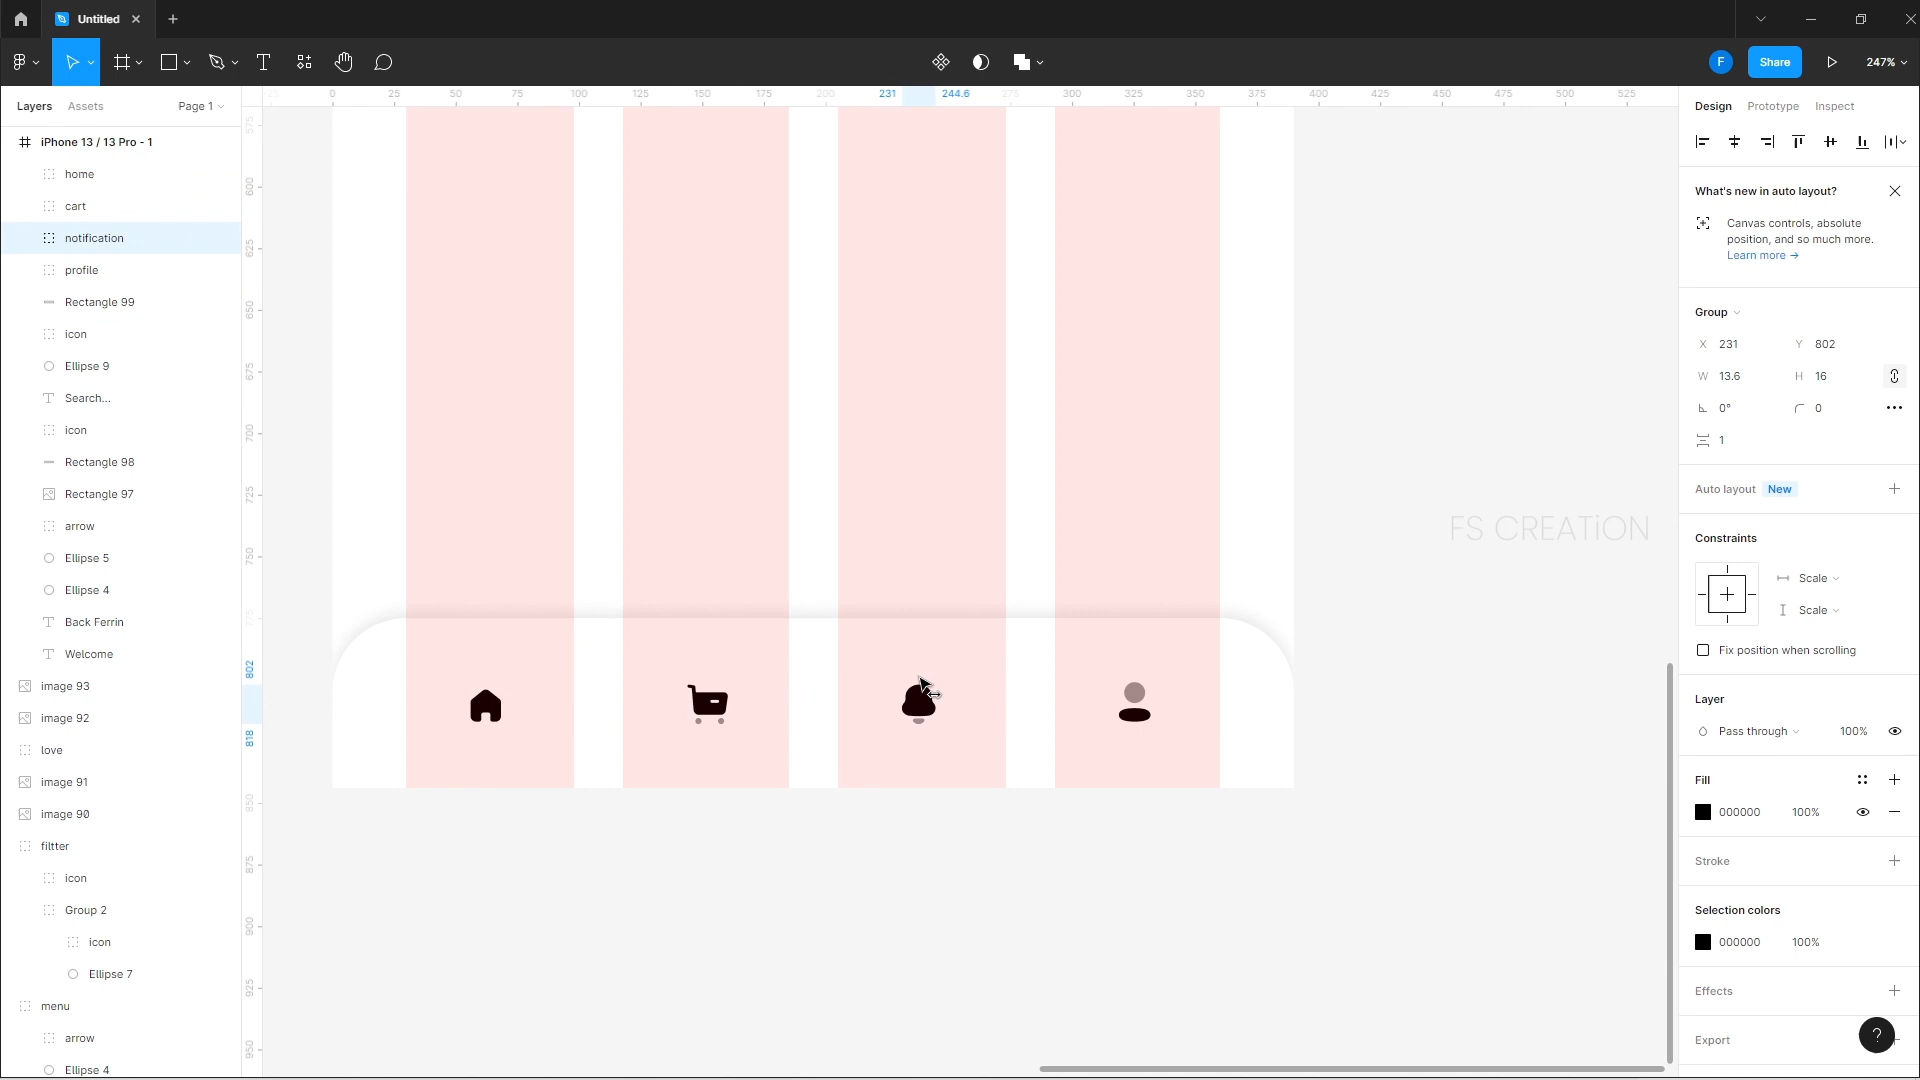 Untitled
F
Share
247%
Layers
Assets
Page 1
0
25
50
75
100
125
150
175
200
231
244.6
275
300
325
350
375
400
425
450
475
500
525
Design
Prototype
Inspect
iPhone 13 / 13 Pro - 1
home
cart
notification
profile
Rectangle 99
icon
Ellipse 9
Search...
icon
Rectangle 98
Rectangle 97
arrow
Ellipse 5
Ellipse 4
Back Ferrin
Welcome
image 93
image 92
love
image 91
image 90
filtter
icon
Group 2
icon
Ellipse 7
menu
arrow
Ellipse 4
575
600
625
650
675
700
725
750
775
802
818
850
875
900
925
950
FS CREATiON
What's new in auto layout?
Canvas controls, absolute
position, and so much more.
Learn more →
Group
X 231
Y 802
W 13.6
H 16
0°
0
1
Auto layout New
Constraints
Scale
Scale
Fix position when scrolling
Layer
Pass through
100%
Fill
000000
100%
Stroke
Selection colors
000000
100%
Effects
Export
?